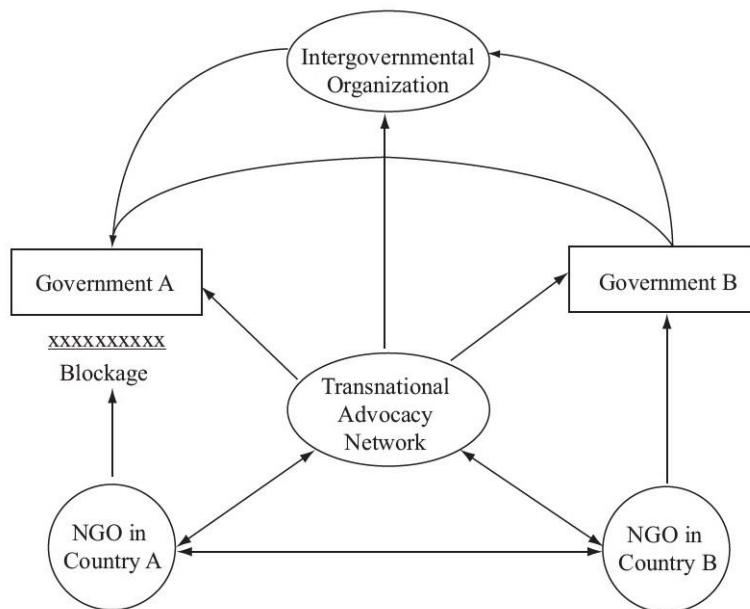 Intergovernmental
Organization
Government A
Government B
xxxxxxxxxx
Blockage
Transnational
Advocacy
Network
NGO in
Country A
NGO in
Country B